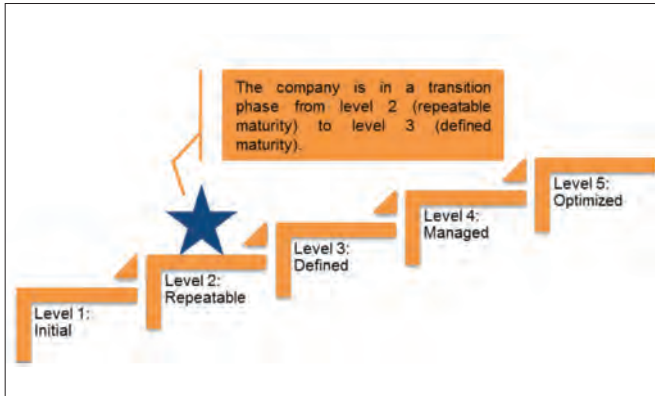 The company is in a transition
phase from level 2 (repeatable
maturity) to level 3 (defined
maturity).
Level 1:
Initial
Level 2:
Repeatable
Level 3:
Defined
Level 4:
Managed
Level 5:
Optimized